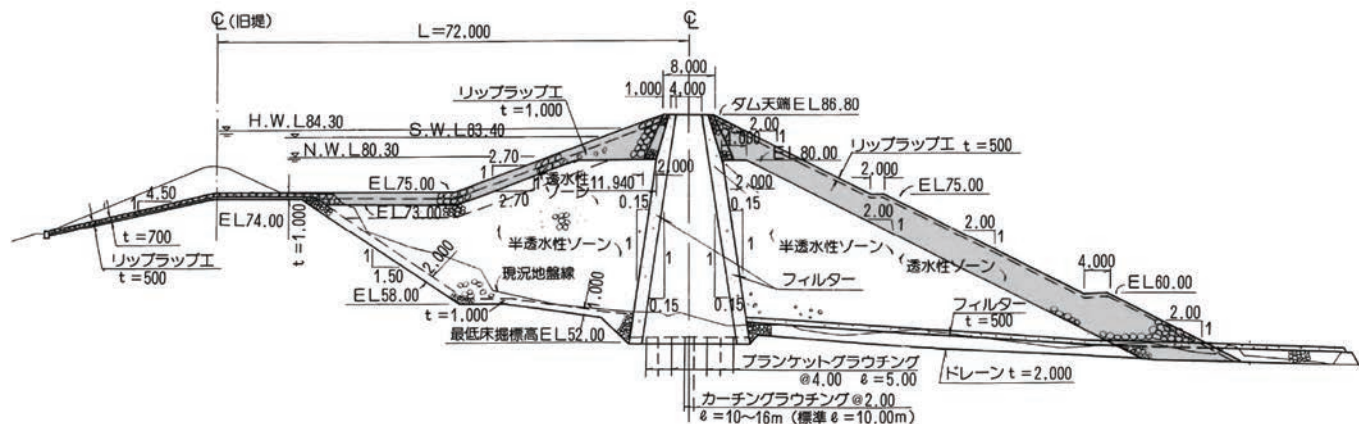 ℄(旧堤)
℄
L=72.000
8,000
1,000
4,000
リップラップ工
t=1,000
ダム天端EL86.80
H.W.L84.30
S.W.L83.40
N.W.L80.30
2.00
1
1.000
EL80.00
リップラップ工 t=500
2.70
1
2.000
2,000
2,000
4.50
1
EL75.00
透水性
ゾーン
11.940
EL75.00
EL74.00
EL73.00
2.70
1
0.15
0.15
2.00
1
2.00
1
t=1.000
t=700
リップラップ工
t=500
半透水性ゾーン
1
1
1
1
半透水性ゾーン
透水性ゾーン
4,000
1
1.50
2.000
現況地盤線
フィルター
EL60.00
EL58.00
1.000
0.15
0.15
フィルター
t=500
2.00
1
t=1.000
最低床掘標高EL52.00
ブランケットグラウチング
@4.00 ℓ=5.00
ドレーンt=2.000
カーテングラウチング@2.00
ℓ=10〜16m(標準ℓ=10.00m)